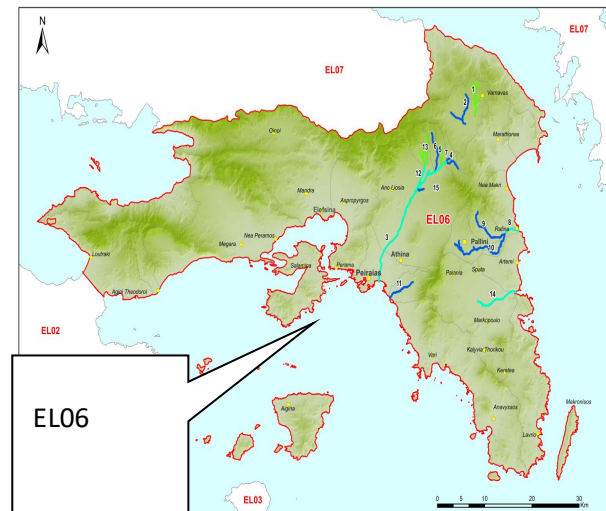 N
EL07
EL07
1
Varnavas
2
Oinoi
Marathonas
13
6
5
7
4
12
Mandra
Ano Liosia
15
Nea Makri
Aspropyrgos
Elefsina
EL06
9
8
Rafina
Nea Peramos
3
Pallini
Megara
10
Loutraki
Salamina
Perama
Athina
Artemi
Peiraias
Paiania
Spata
Agioi Theodoroi
11
14
Markopoulo
EL02
Vari
Kalyvia Thorikou
Keratea
EL06
Makronisos
Aigina
Anavyssos
Lavrio
EL03
0 5 10 20 30
Km